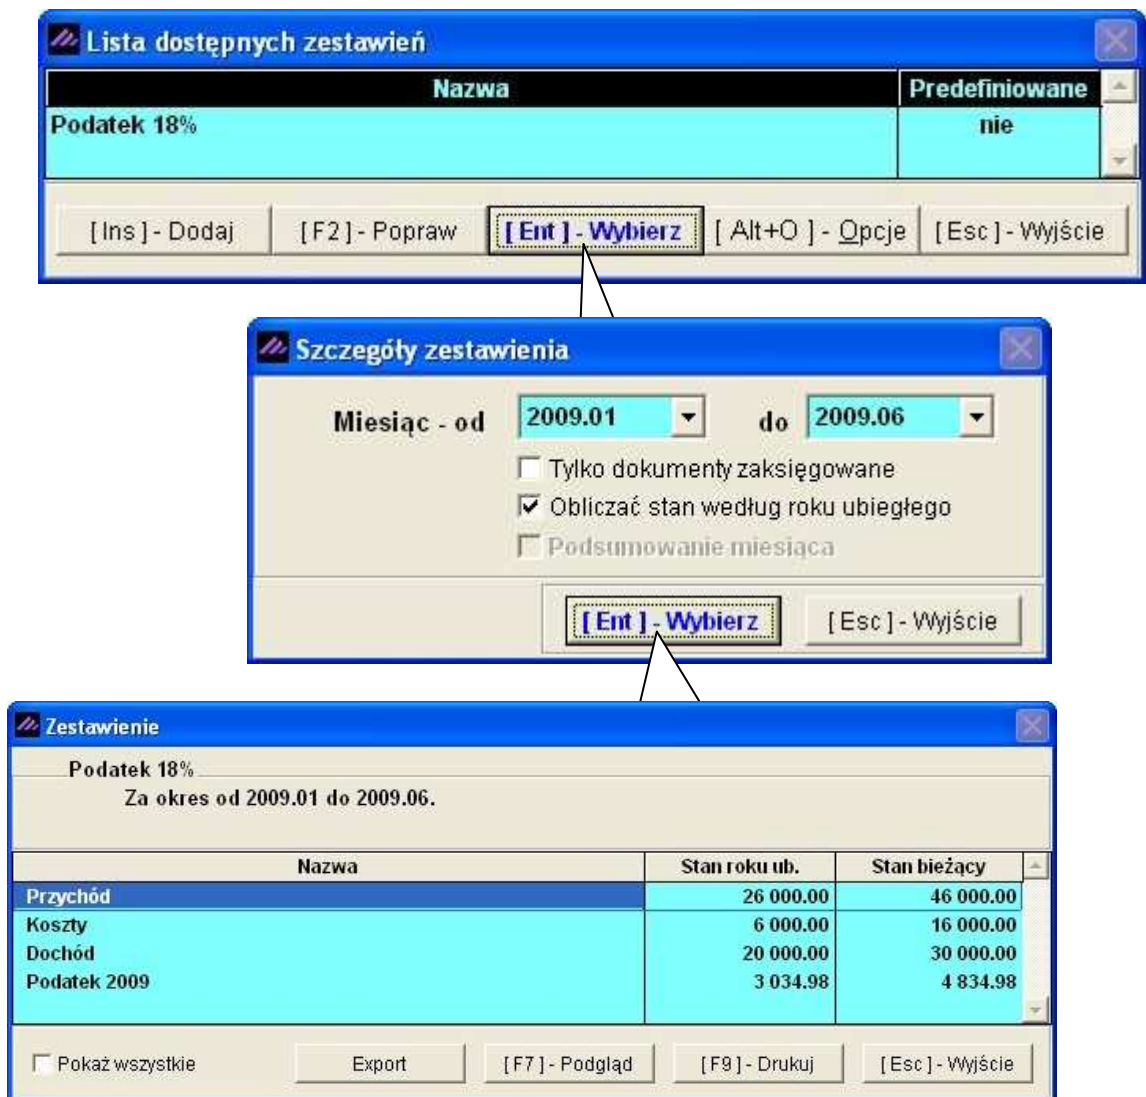 Lista dostępnych zestawień
Nazwa Predefiniowane
Podatek 18% nie
[ Ins ] - Dodaj [ F2 ] - Popraw [ Ent ] - Wybierz [ Alt+O ] - Opcje [ Esc ] - Wyjście
Szczegóły zestawienia
Miesiąc - od 2009.01 do 2009.06
Tylko dokumenty zaksięgowane
Obliczać stan według roku ubiegłego
Podsumowanie miesiąca
[ Ent ] - Wybierz [ Esc ] - Wyjście
Zestawienie
Podatek 18%
Za okres od 2009.01 do 2009.06.
Nazwa Stan roku ub. Stan bieżący
Przychód 26 000.00 46 000.00
Koszty 6 000.00 16 000.00
Dochód 20 000.00 30 000.00
Podatek 2009 3 034.98 4 834.98
Pokaż wszystkie Export [ F7 ] - Podgląd [ F9 ] - Drukuj [ Esc ] - Wyjście